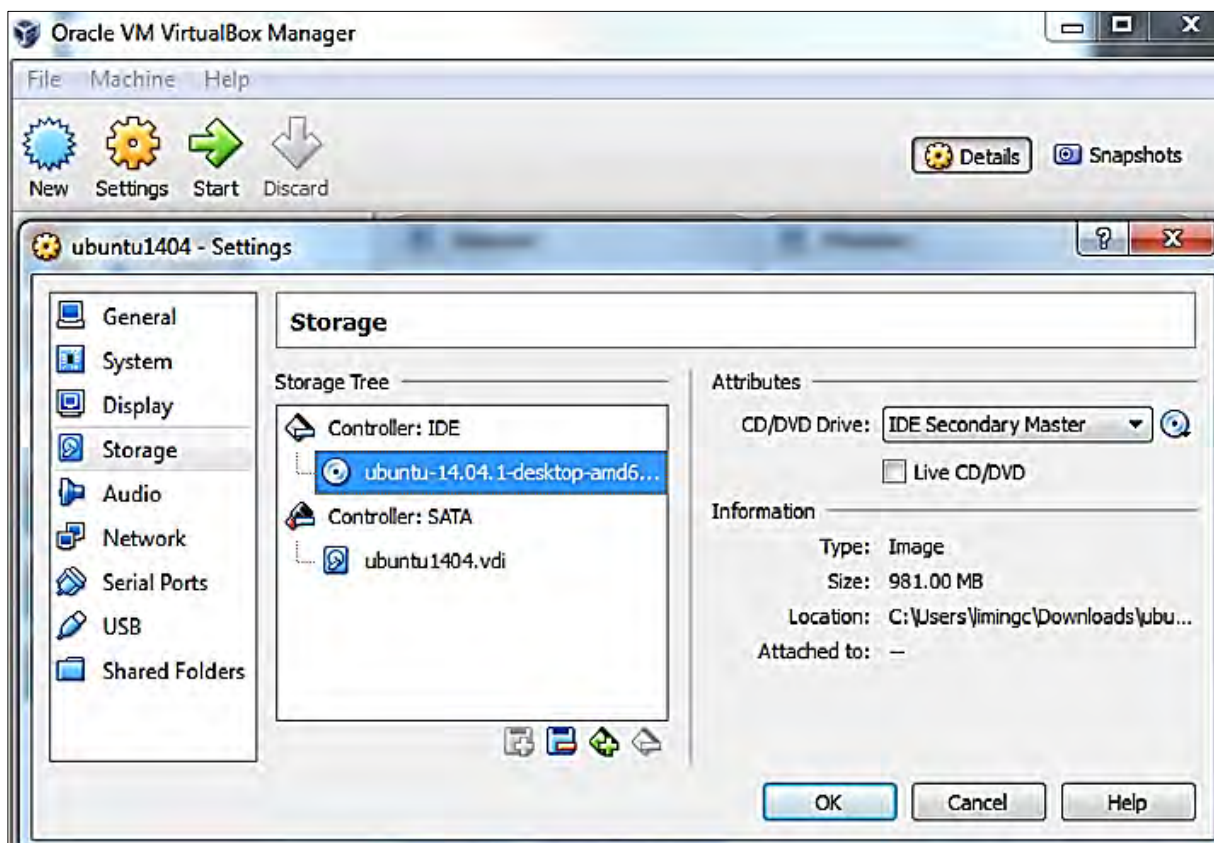 Oracle VM VirtualBox Manager
File Machine Help
New Settings Start Discard
Details Snapshots
ubuntu1404 - Settings
General
System
Display
Storage
Audio
Network
Serial Ports
USB
Shared Folders
Storage
Storage Tree
Controller: IDE
ubuntu-14.04.1-desktop-amd6...
Controller: SATA
ubuntu1404.vdi
Attributes
CD/DVD Drive: IDE Secondary Master
Live CD/DVD
Information
Type: Image
Size: 981.00 MB
Location: C:\Users\limingc\Downloads\ubu...
Attached to: --
OK Cancel Help